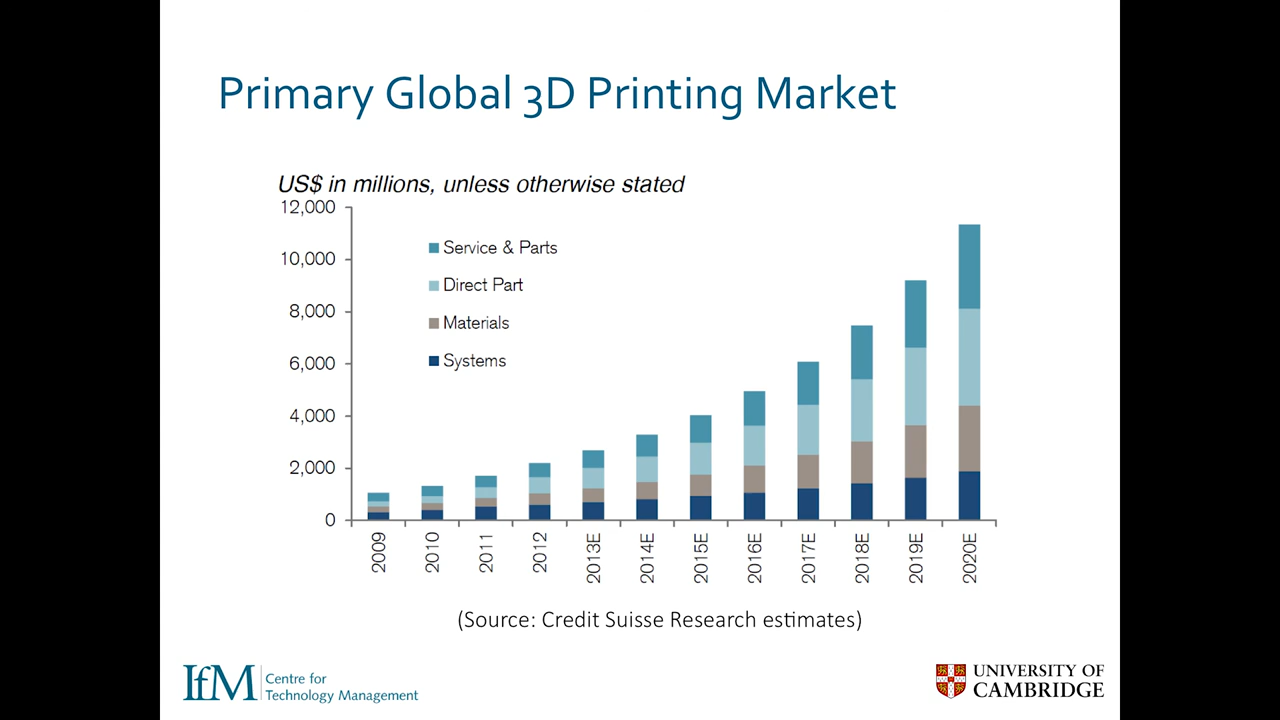 Primary Global 3D Printing Market
US$ in millions, unless otherwise stated
12,000
10,000
8,000
6,000
4,000
2,000
0
Service & Parts
Direct Part
Materials
Systems
2009
2010
2011
2012
2013E
2014E
2015E
2016E
2017E
2018E
2019E
2020E
(Source: Credit Suisse Research estimates)
IfM
Centre for
Technology Management
UNIVERSITY OF
CAMBRIDGE